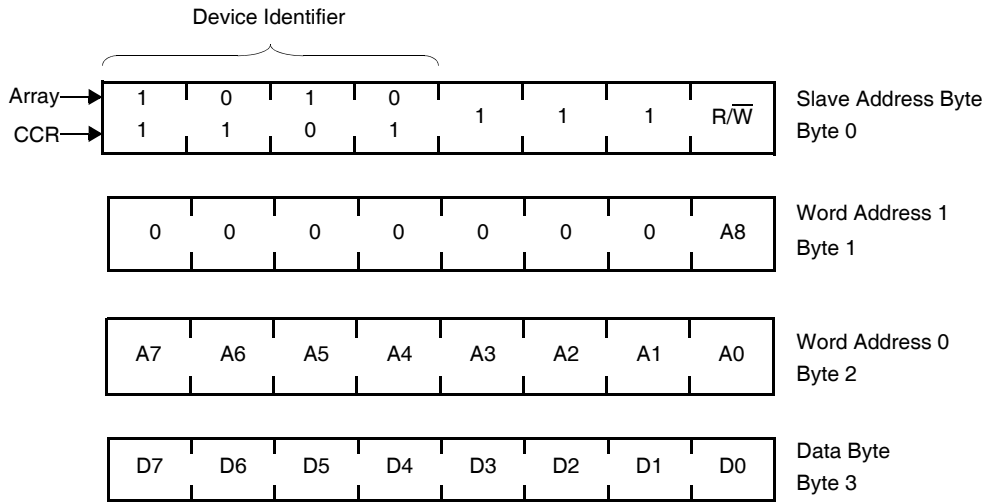 Device Identifier
Array 1 0 1 0 1 1 1 R/W̅ Slave Address Byte
CCR 1 1 0 1 Byte 0
0 0 0 0 0 0 0 A8 Word Address 1
Byte 1
A7 A6 A5 A4 A3 A2 A1 A0 Word Address 0
Byte 2
D7 D6 D5 D4 D3 D2 D1 D0 Data Byte
Byte 3